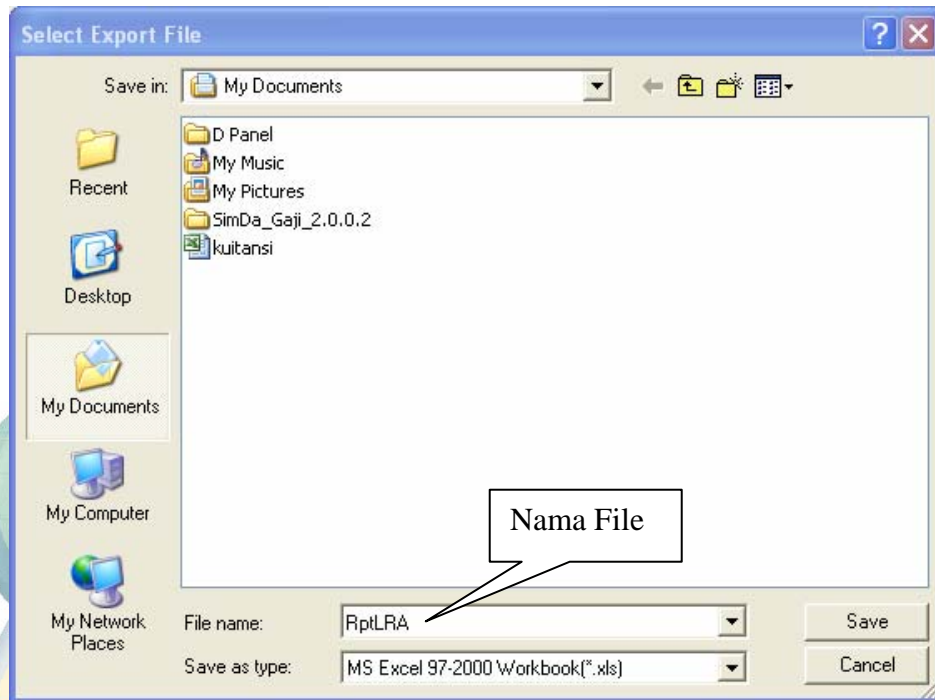 Select Export File
Save in: My Documents
D Panel
My Music
My Pictures
SimDa_Gaji_2.0.0.2
kuitansi
Recent
Desktop
My Documents
My Computer
My Network
Places
Nama File
File name: RptLRA Save
Save as type: MS Excel 97-2000 Workbook(*.xls) Cancel